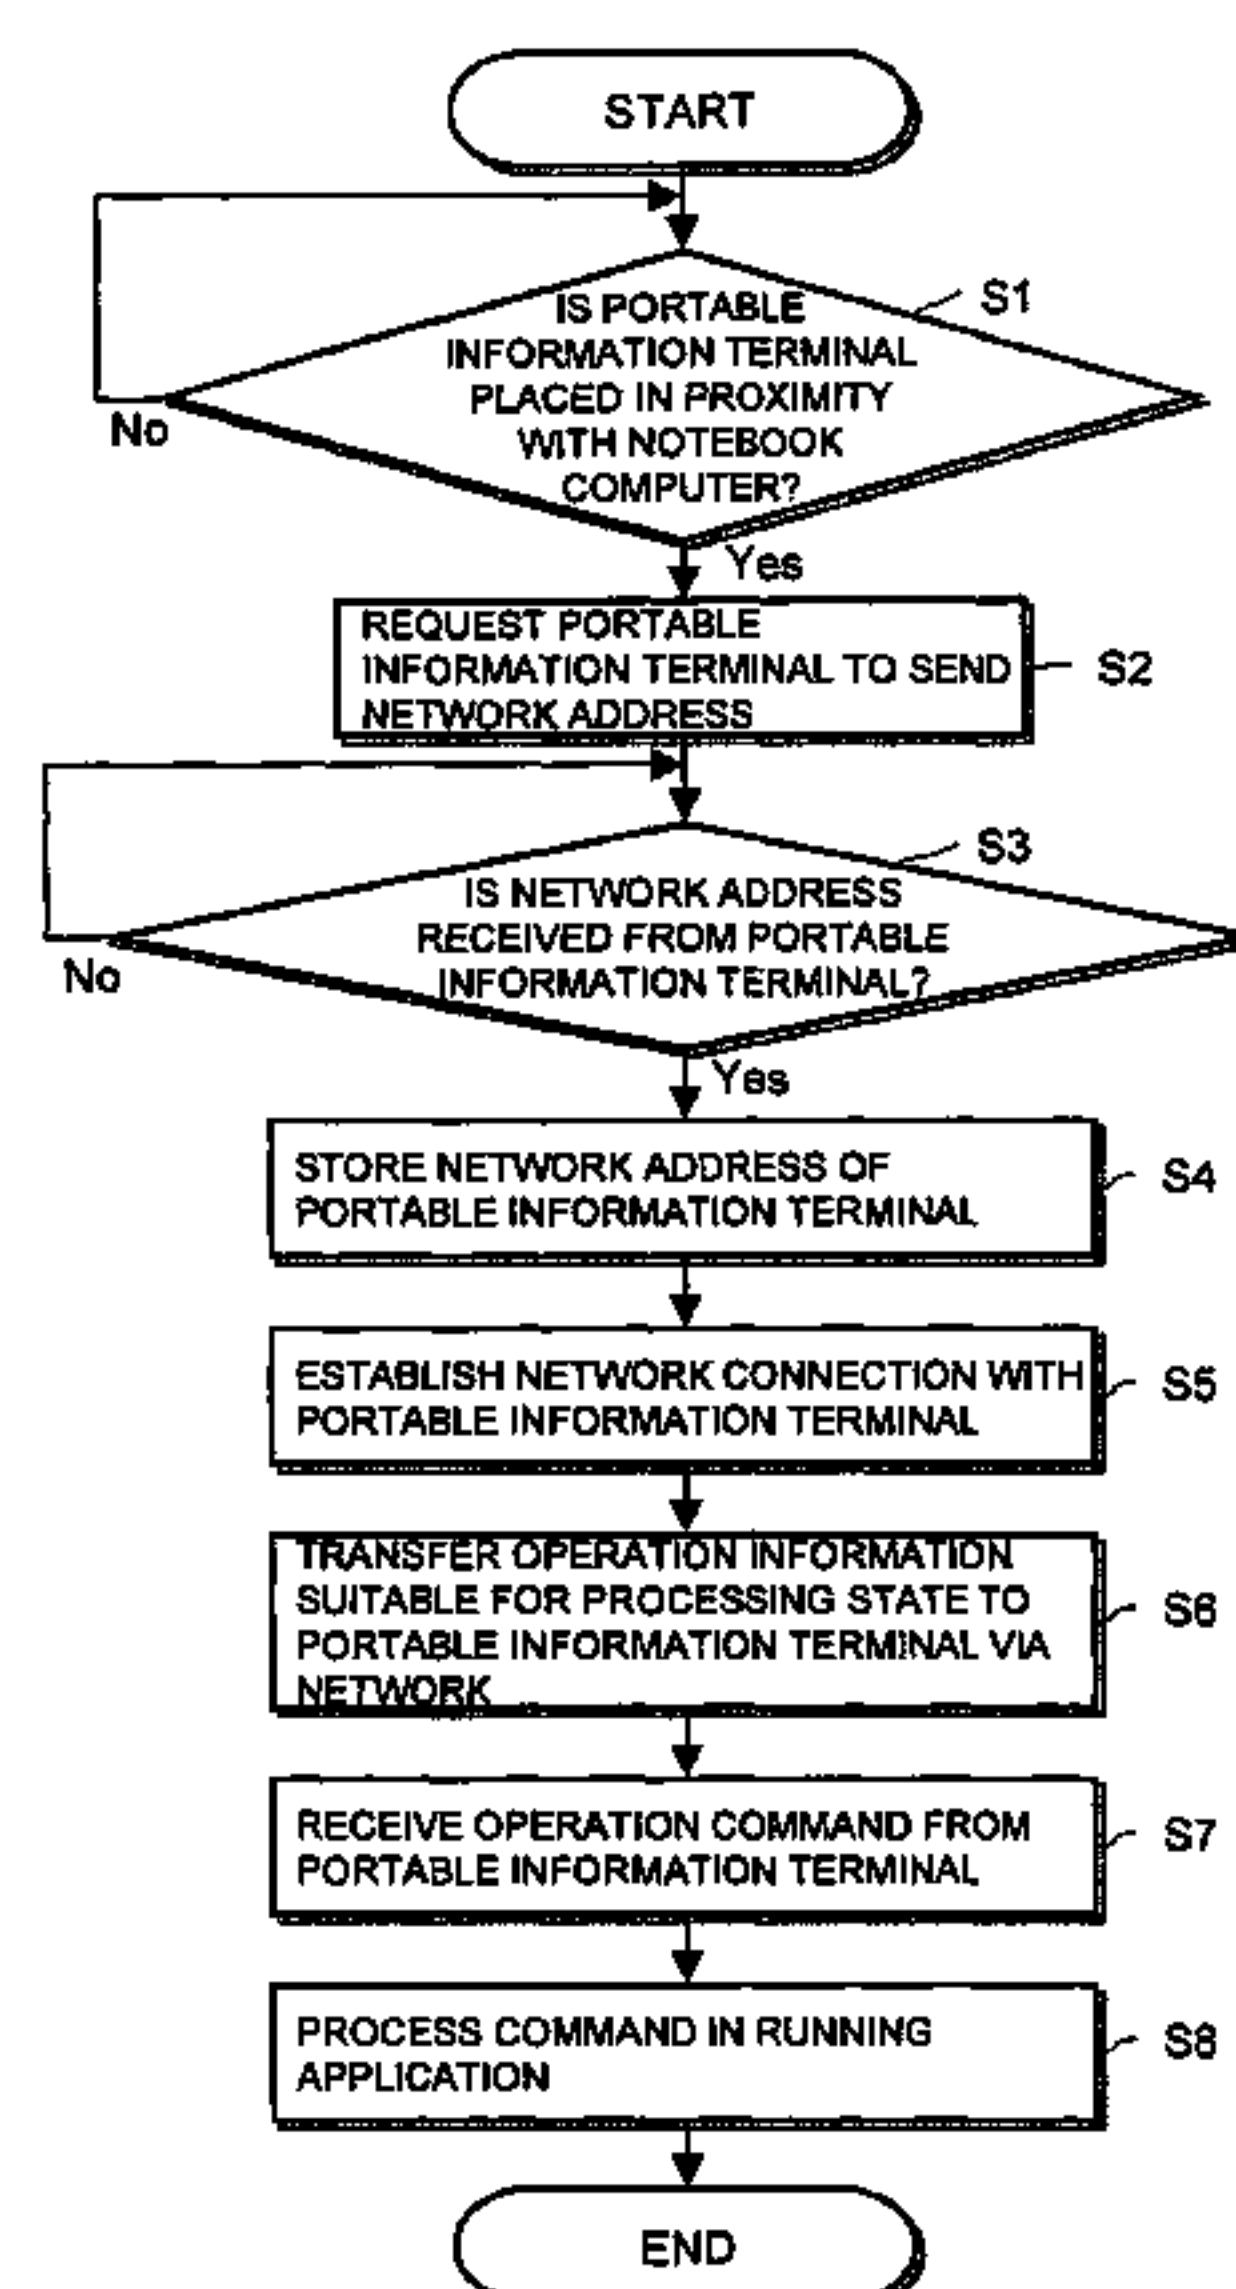 START
IS PORTABLE
INFORMATION TERMINAL
PLACED IN PROXIMITY
WITH NOTEBOOK
COMPUTER?
S1
No
Yes
REQUEST PORTABLE
INFORMATION TERMINAL TO SEND
NETWORK ADDRESS
S2
IS NETWORK ADDRESS
RECEIVED FROM PORTABLE
INFORMATION TERMINAL?
S3
No
Yes
STORE NETWORK ADDRESS OF
PORTABLE INFORMATION TERMINAL
S4
ESTABLISH NETWORK CONNECTION WITH
PORTABLE INFORMATION TERMINAL
S5
TRANSFER OPERATION INFORMATION
SUITABLE FOR PROCESSING STATE TO
PORTABLE INFORMATION TERMINAL VIA
NETWORK
S6
RECEIVE OPERATION COMMAND FROM
PORTABLE INFORMATION TERMINAL
S7
PROCESS COMMAND IN RUNNING
APPLICATION
S8
END